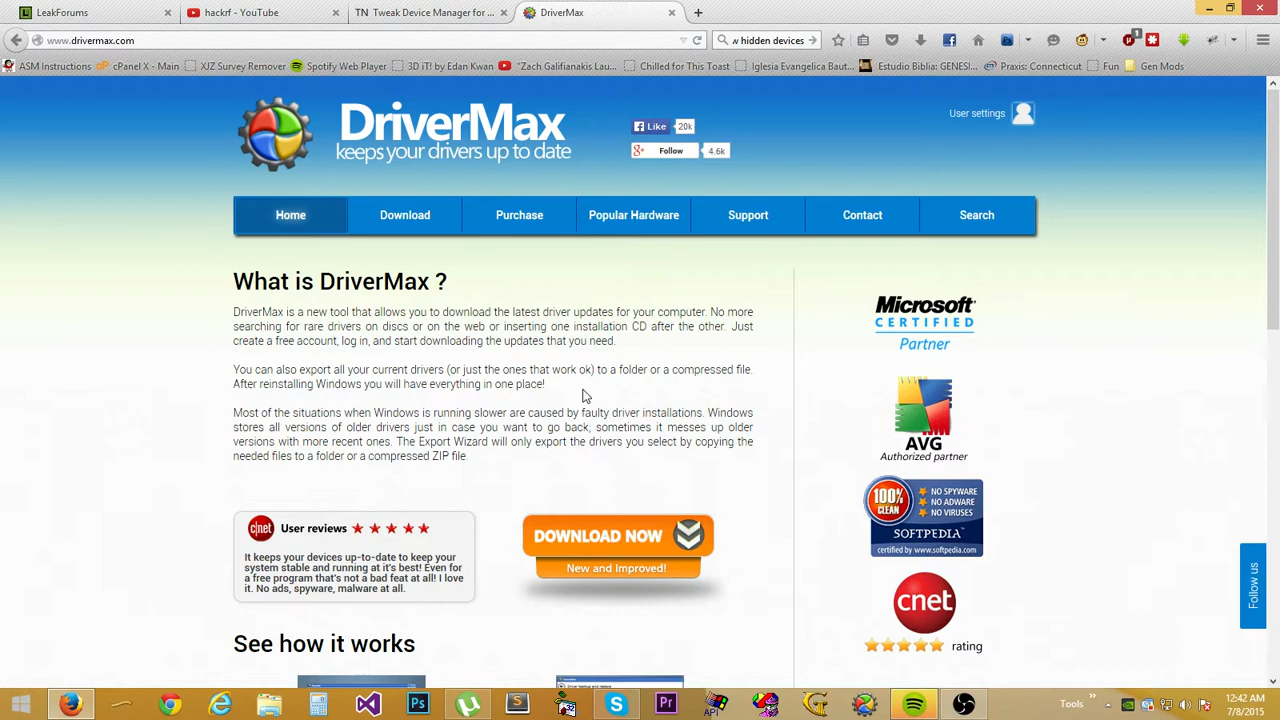 LeakForums
hackrf - YouTube
TN Tweak Device Manager for ...
DriverMax
www.drivermax.com
w hidden devices
ASM Instructions
cPanel X - Main
XJZ Survey Remover
Spotify Web Player
3D iT! by Edan Kwan
"Zach Galifianakis Lau...
Chilled for This Toast
Iglesia Evangelica Baut...
Estudio Biblia: GENESI...
Praxis: Connecticut
Fun
Gen Mods
DriverMax
keeps your drivers up to date
Like 20k
Follow 4.6k
User settings
Home
Download
Purchase
Popular Hardware
Support
Contact
Search
What is DriverMax ?
DriverMax is a new tool that allows you to download the latest driver updates for your computer. No more
searching for rare drivers on discs or on the web or inserting one installation CD after the other. Just
create a free account, log in, and start downloading the updates that you need.
You can also export all your current drivers (or just the ones that work ok) to a folder or a compressed file.
After reinstalling Windows you will have everything in one place!
Most of the situations when Windows is running slower are caused by faulty driver installations. Windows
stores all versions of older drivers just in case you want to go back; sometimes it messes up older
versions with more recent ones. The Export Wizard will only export the drivers you select by copying the
needed files to a folder or a compressed ZIP file.
c|net User reviews
It keeps your devices up-to-date to keep your
system stable and running at it's best! Even for
a free program that's not a bad feat at all! I love
it. No ads, spyware, malware at all.
DOWNLOAD NOW
New and Improved!
See how it works
Microsoft
CERTIFIED
Partner
AVG
Authorized partner
100%
CLEAN
NO SPYWARE
NO ADWARE
NO VIRUSES
SOFTPEDIA
certified by www.softpedia.com
cnet
rating
Follow us
Ps
Pr
API
Tools
12:42 AM
7/8/2015